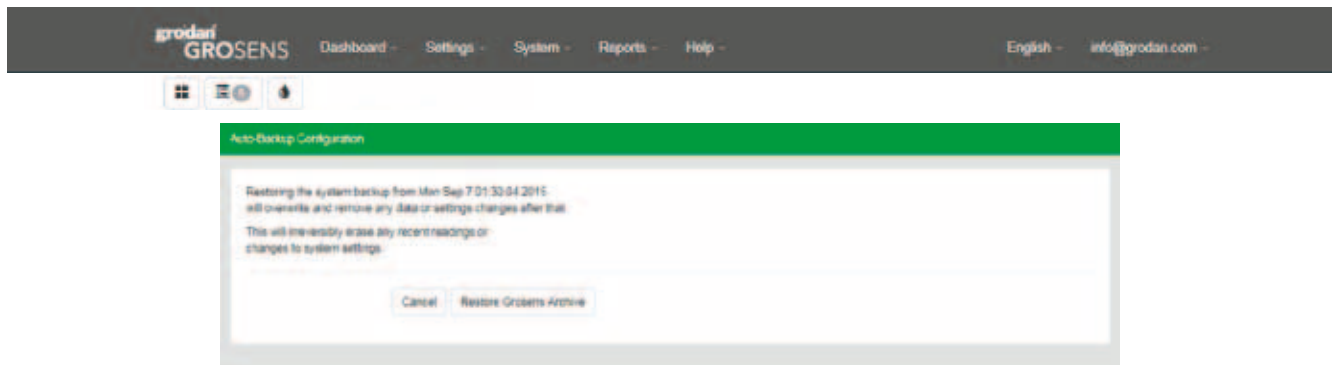 grodan
GROSENS Dashboard Settings System Reports Help English info@grodan.com
Auto-Backup Configuration
Restoring the system backup from Mon Sep 7 01:30:04 2015
will overwrite and remove any data or settings changes after that
This will irreversibly erase any recent readings or
changes to system settings.
Cancel Restore Grosens Archive